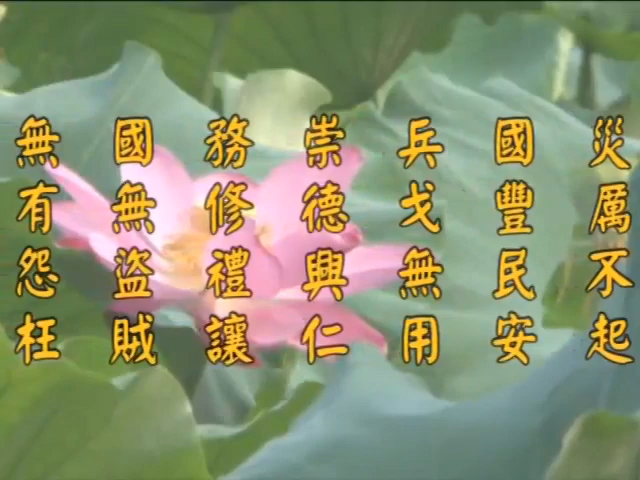 災厲不起
國豐民安
兵戈無用
崇德興仁
務修禮讓
國無盜賊
無有怨枉